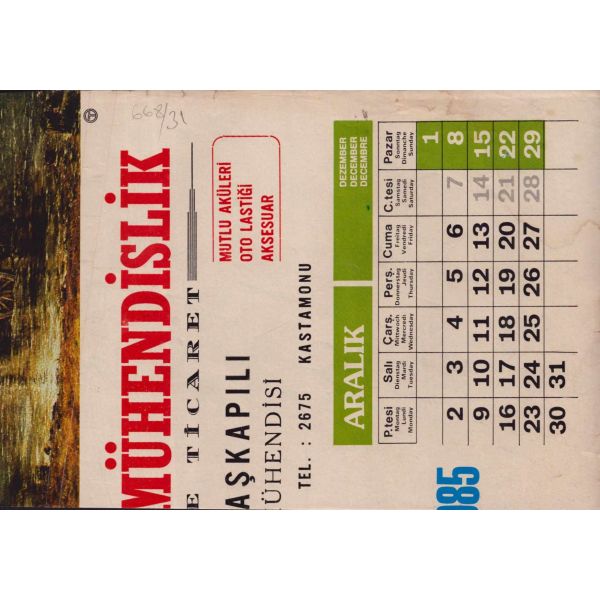 668/31
MÜHENDİSLİK
E TİCARET
AŞKAPILI
ÜHENDİSİ
MUTLU AKÜLERİ
OTO LASTİĞİ
AKSESUAR
TEL. : 2675 KASTAMONU
ARALIK
DEZEMBER
DECEMBER
DECEMBRE
P.tesi Salı Çarş. Perş. Cuma C.tesi Pazar
Montag Dienstag Mittwoch Donnerstag Freitag Samstag Sonntag
Lundi Mardi Mercredi Jeudi Vendredi Samedi Dimanche
Monday Tuesday Wednesday Thursday Friday Saturday Sunday
1
2 3 4 5 6 7 8
9 10 11 12 13 14 15
16 17 18 19 20 21 22
23 24 25 26 27 28 29
30 31
985